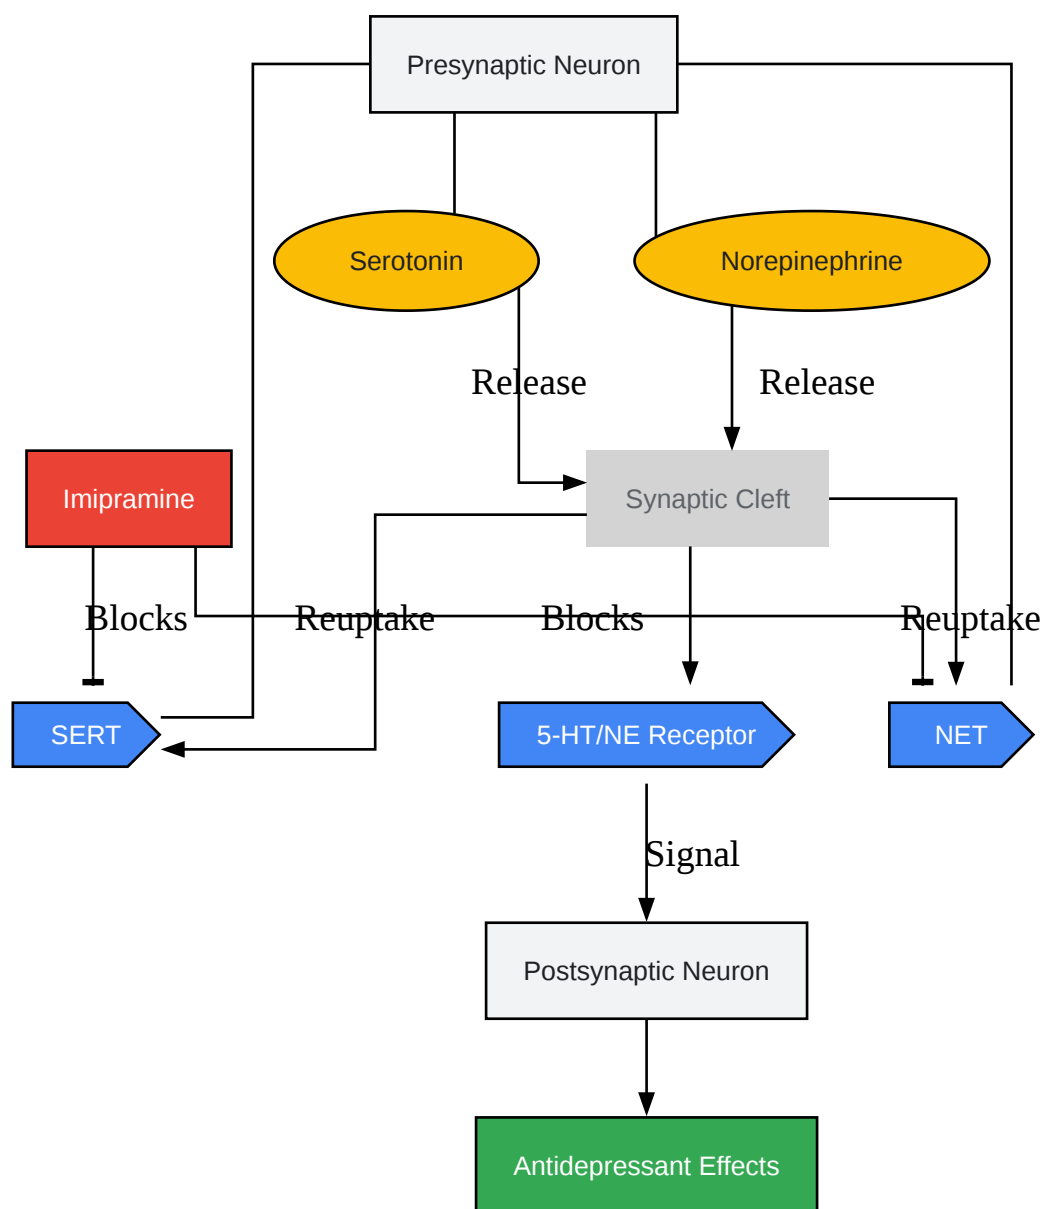 Presynaptic Neuron
Serotonin
Norepinephrine
Release
Release
Imipramine
Synaptic Cleft
Blocks
Reuptake
Blocks
Reuptake
SERT
5-HT/NE Receptor
NET
Signal
Postsynaptic Neuron
Antidepressant Effects